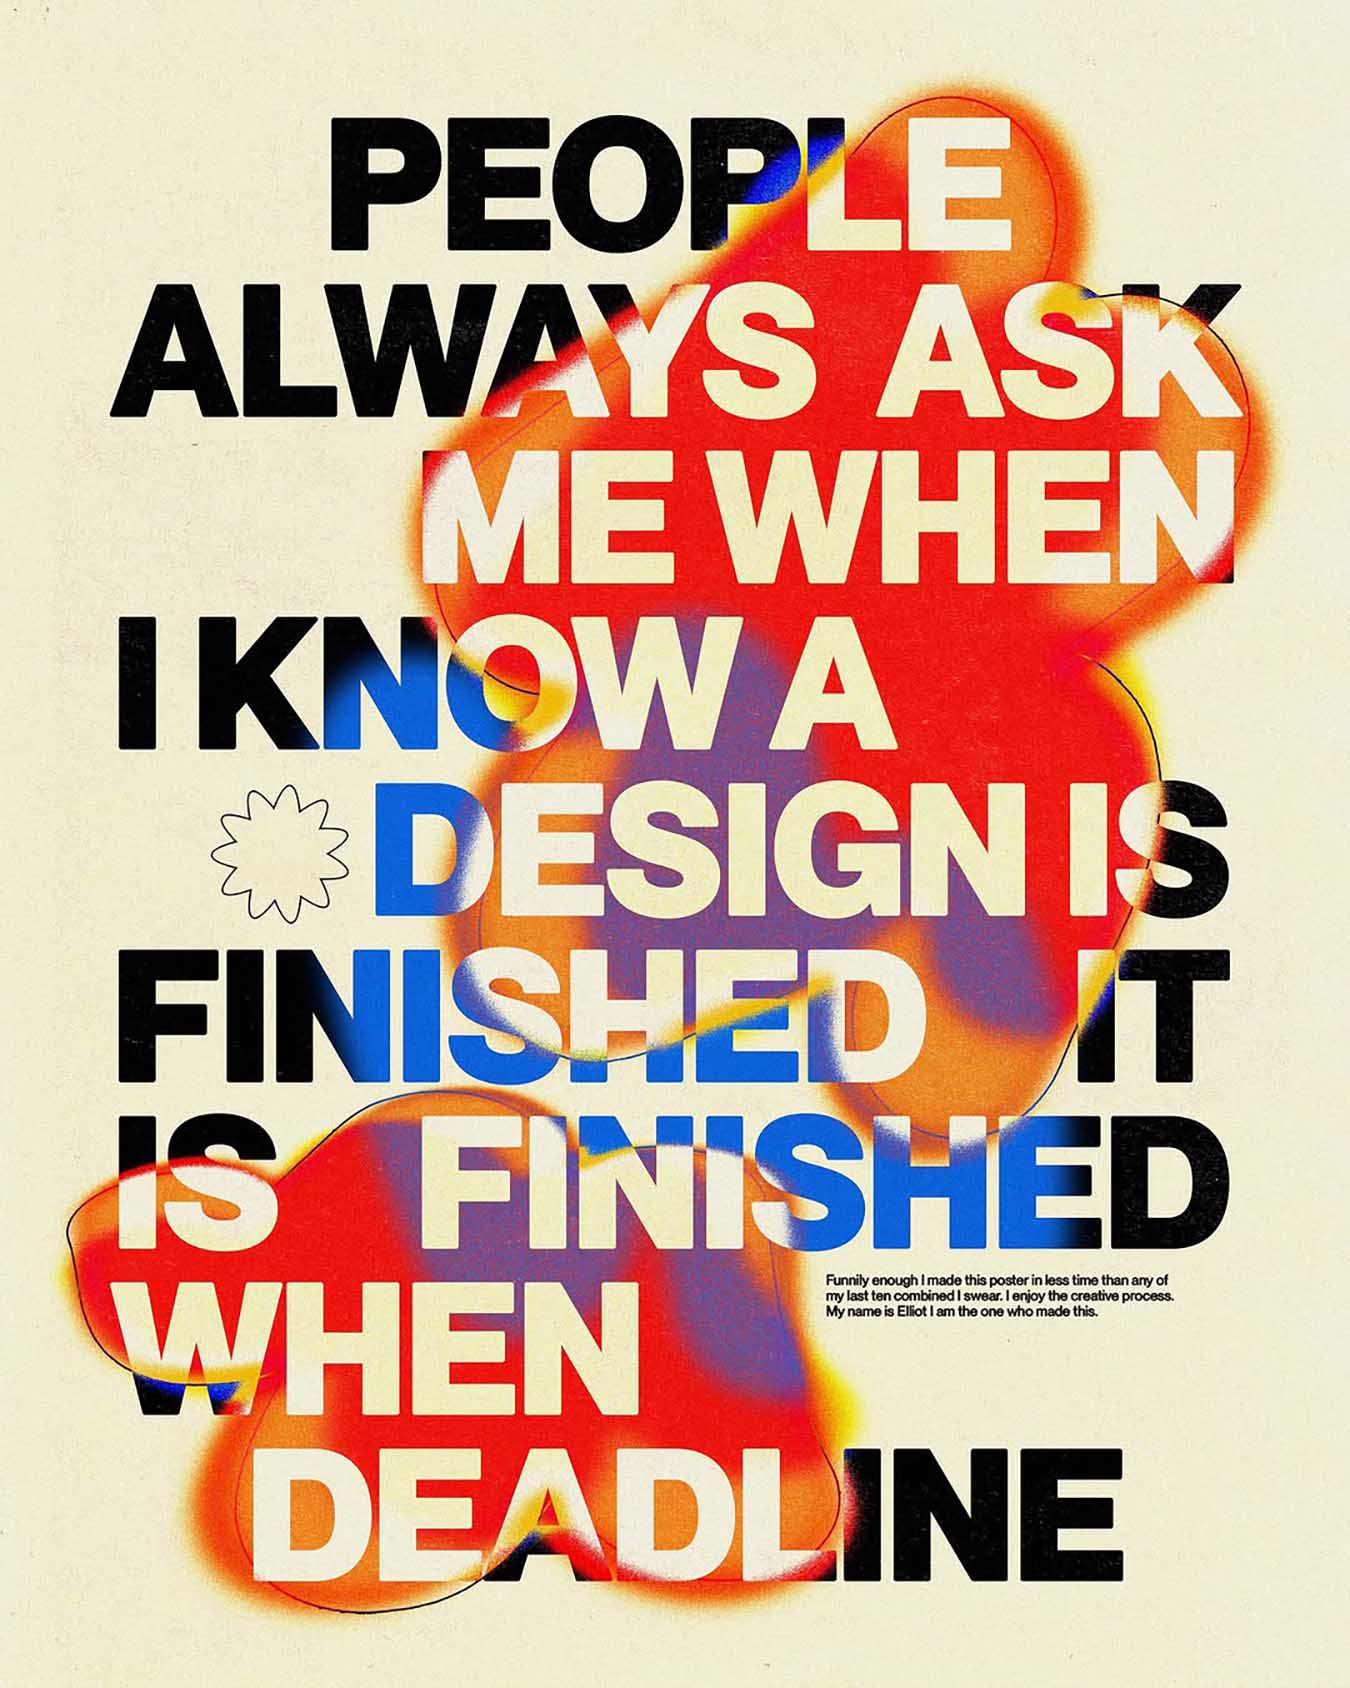 PEOPLE
ALWAYS ASK
ME WHEN
I KNOW A
DESIGN IS
FINISHED IT
IS FINISHED
WHEN
DEADLINE
Funnily enough I made this poster in less time than any of
my last ten combined I swear. I enjoy the creative process.
My name is Elliot I am the one who made this.